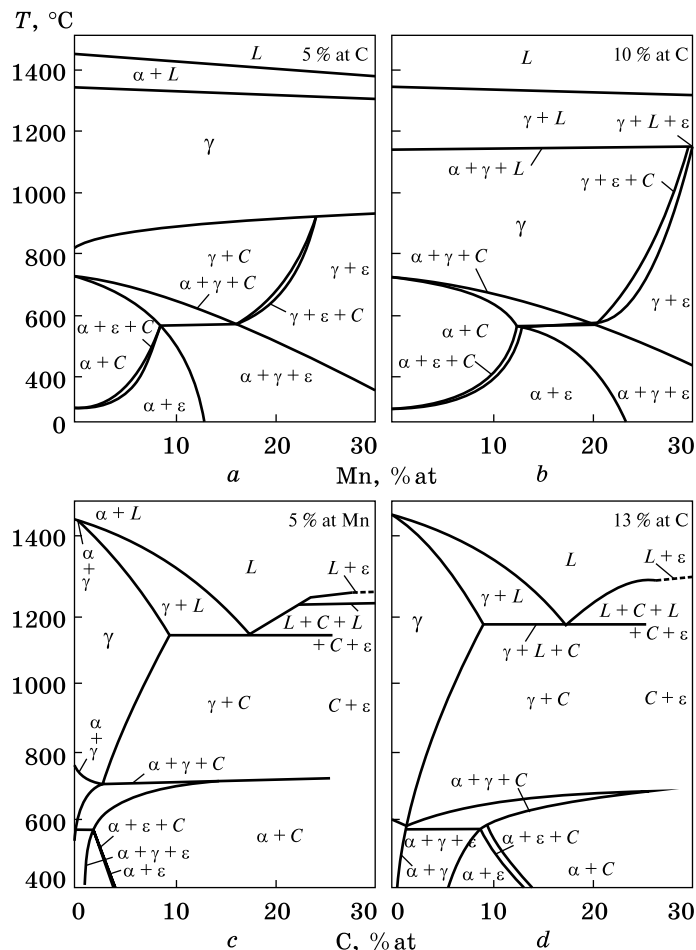 T, °C
L
5 % at C
L
10 % at C
1400
α + L
1200
γ + L
γ + L + ε
γ
α + γ + L
γ + ε + C
1000
γ
800
γ + C
α + γ + C
α + γ + C
γ + ε
γ + ε
γ + ε + C
600
α + ε + C
α + C
α + C
400
α + γ + ε
α + ε + C
α + ε
α + ε
α + γ + ε
0
10
20
30
10
20
30
a
Mn, % at
b
α + L
5 % at Mn
13 % at C
1400
α
+
γ
L
L
L + ε
L + ε
γ + L
γ + L
1200
L + C + L
+ C + ε
L + C + L
+ C + ε
γ
γ
γ + L + C
1000
γ + C
C + ε
γ + C
C + ε
α
+
γ
800
α + γ + C
α + γ + C
600
α + ε + C
α + C
α + γ + ε
α + ε + C
α + γ + ε
α + ε
α + γ
α + ε
α + C
400
0
10
20
30
0
10
20
30
c
C, % at
d